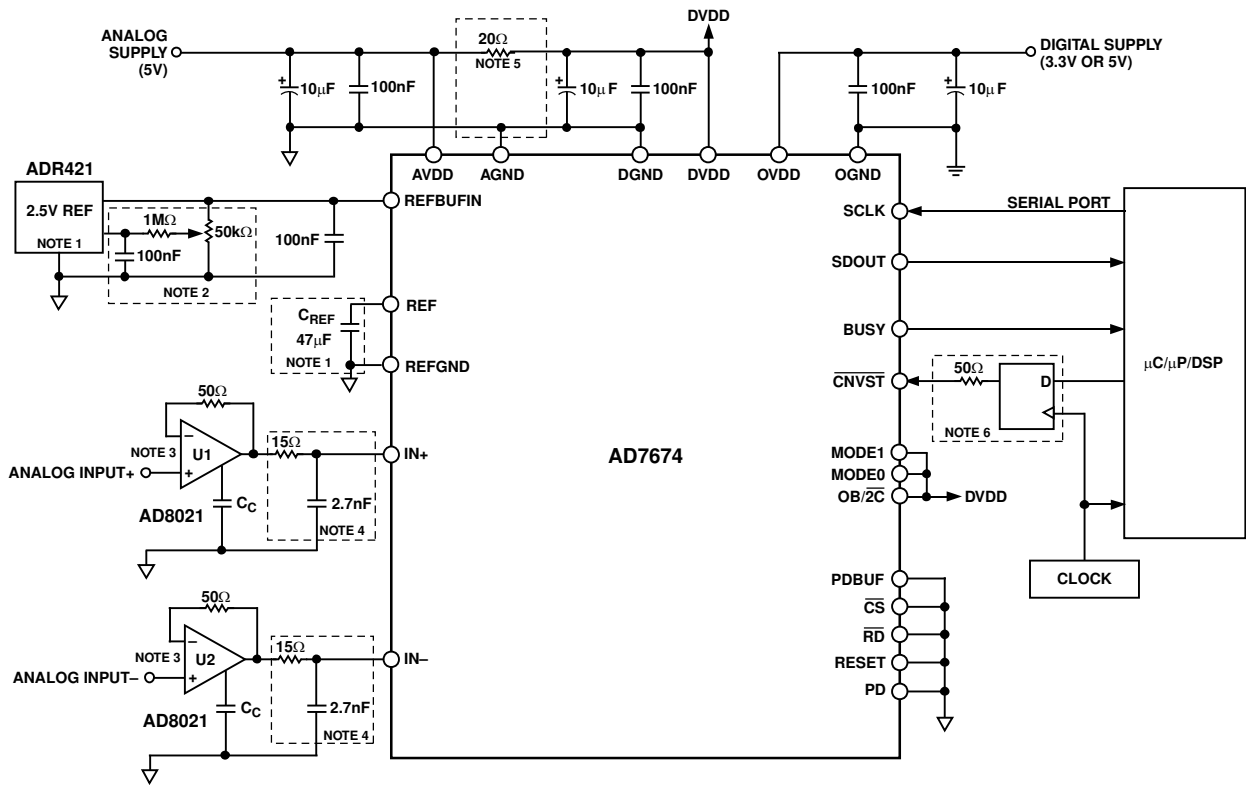 ANALOG
SUPPLY
(5V)
20Ω
NOTE 5
DVDD
DIGITAL SUPPLY
(3.3V OR 5V)
+
10μF
100nF
+
10μF
100nF
100nF
+
10μF
AVDD
AGND
DGND
DVDD
OVDD
OGND
ADR421
2.5V REF
NOTE 1
1MΩ
50kΩ
100nF
NOTE 2
100nF
REFBUFIN
CREF
47μF
NOTE 1
REF
REFGND
50Ω
–
NOTE 3
U1
+
ANALOG INPUT+
AD8021
CC
15Ω
2.7nF
NOTE 4
IN+
50Ω
–
NOTE 3
U2
+
ANALOG INPUT–
AD8021
CC
15Ω
2.7nF
NOTE 4
IN–
AD7674
SCLK
SERIAL PORT
SDOUT
BUSY
CNVST
50Ω
D
NOTE 6
μC/μP/DSP
MODE1
MODE0
OB/2C
DVDD
CLOCK
PDBUF
CS
RD
RESET
PD